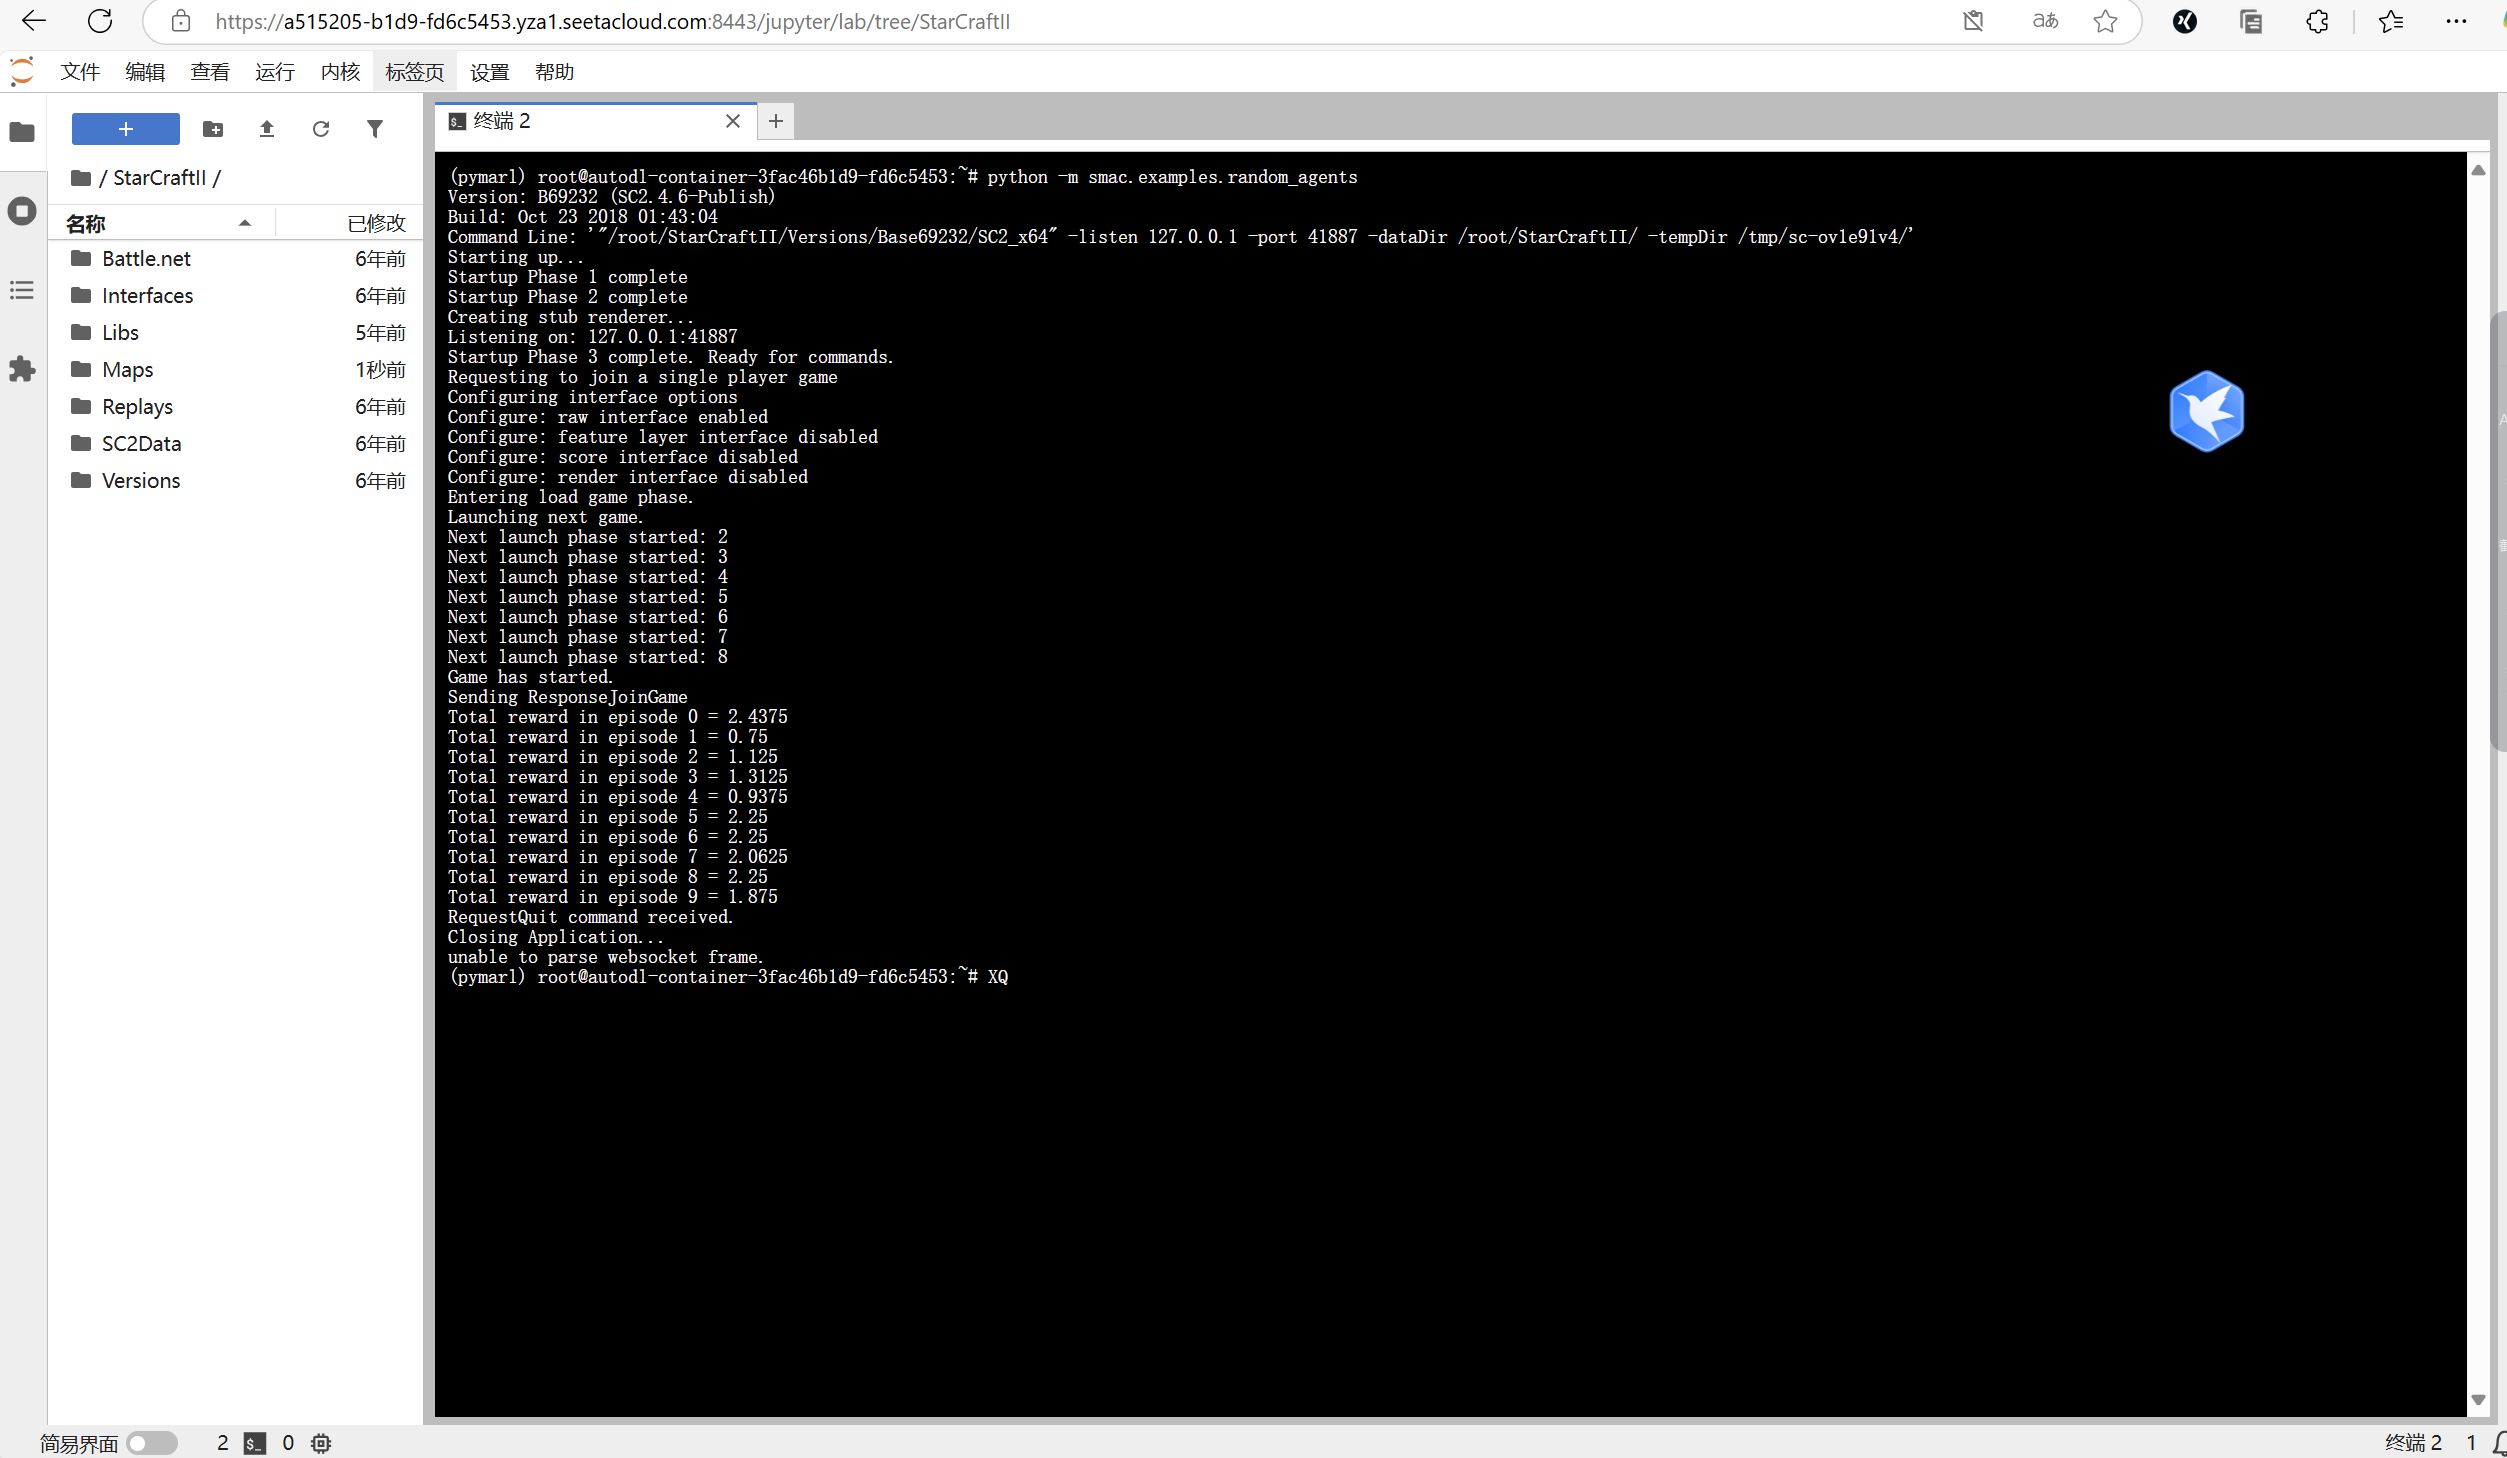 https://a515205-b1d9-fd6c5453.yza1.seetacloud.com:8443/jupyter/lab/tree/StarCraftII
文件 编辑 查看 运行 内核 标签页 设置 帮助
/ StarCraftII /
名称 已修改
Battle.net 6年前
Interfaces 6年前
Libs 5年前
Maps 1秒前
Replays 6年前
SC2Data 6年前
Versions 6年前
终端 2
(pymarl) root@autodl-container-3fac46b1d9-fd6c5453:~# python -m smac.examples.random_agents
Version: B69232 (SC2.4.6-Publish)
Build: Oct 23 2018 01:43:04
Command Line: '"/root/StarCraftII/Versions/Base69232/SC2_x64" -listen 127.0.0.1 -port 41887 -dataDir /root/StarCraftII/ -tempDir /tmp/sc-ov1e91v4/'
Starting up...
Startup Phase 1 complete
Startup Phase 2 complete
Creating stub renderer...
Listening on: 127.0.0.1:41887
Startup Phase 3 complete. Ready for commands.
Requesting to join a single player game
Configuring interface options
Configure: raw interface enabled
Configure: feature layer interface disabled
Configure: score interface disabled
Configure: render interface disabled
Entering load game phase.
Launching next game.
Next launch phase started: 2
Next launch phase started: 3
Next launch phase started: 4
Next launch phase started: 5
Next launch phase started: 6
Next launch phase started: 7
Next launch phase started: 8
Game has started.
Sending ResponseJoinGame
Total reward in episode 0 = 2.4375
Total reward in episode 1 = 0.75
Total reward in episode 2 = 1.125
Total reward in episode 3 = 1.3125
Total reward in episode 4 = 0.9375
Total reward in episode 5 = 2.25
Total reward in episode 6 = 2.25
Total reward in episode 7 = 2.0625
Total reward in episode 8 = 2.25
Total reward in episode 9 = 1.875
RequestQuit command received.
Closing Application...
unable to parse websocket frame.
(pymarl) root@autodl-container-3fac46b1d9-fd6c5453:~# XQ
简易界面 2 $_ 0 终端 2 1